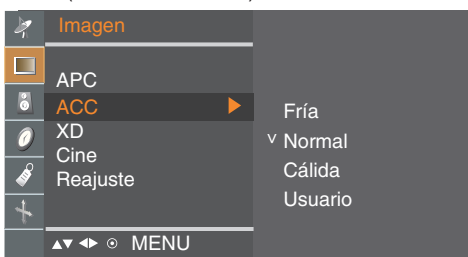 Imagen
APC
ACC
XD
Cine
Reajuste
Fría
v Normal
Cálida
Usuario
MENU